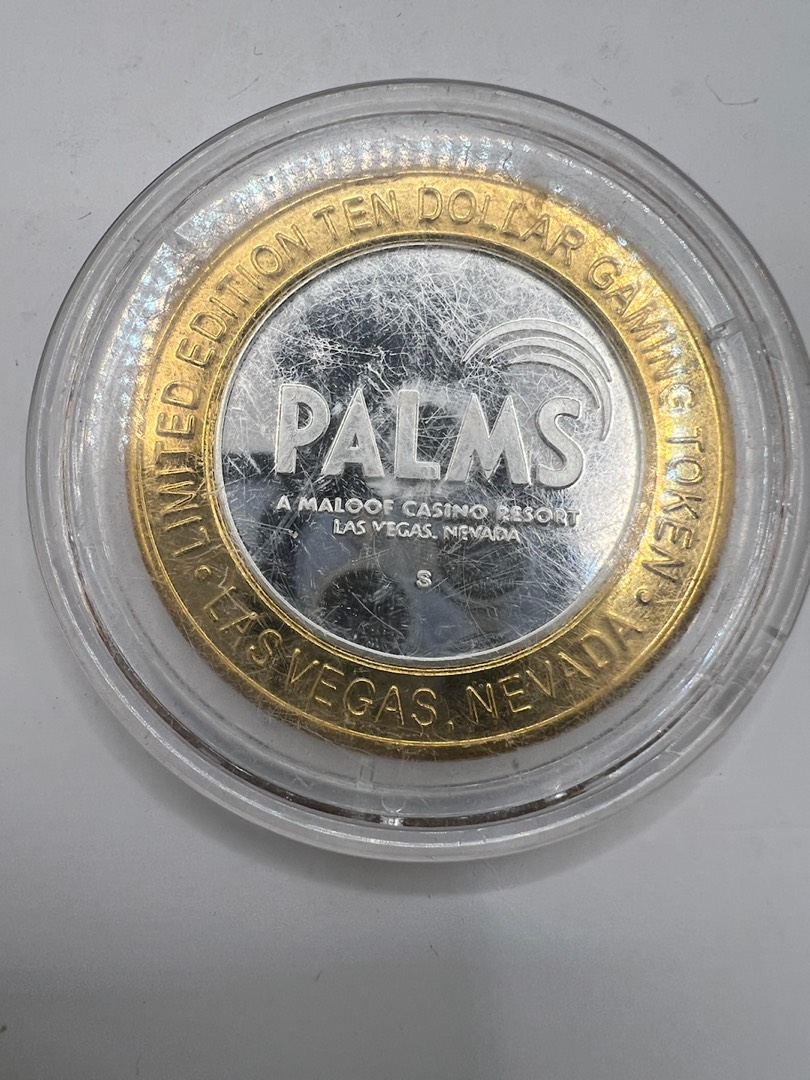 LIMITED EDITION TEN DOLLAR GAMING TOKEN
PALMS
A MALOOF CASINO RESORT
LAS VEGAS, NEVADA
S
• LAS VEGAS, NEVADA •